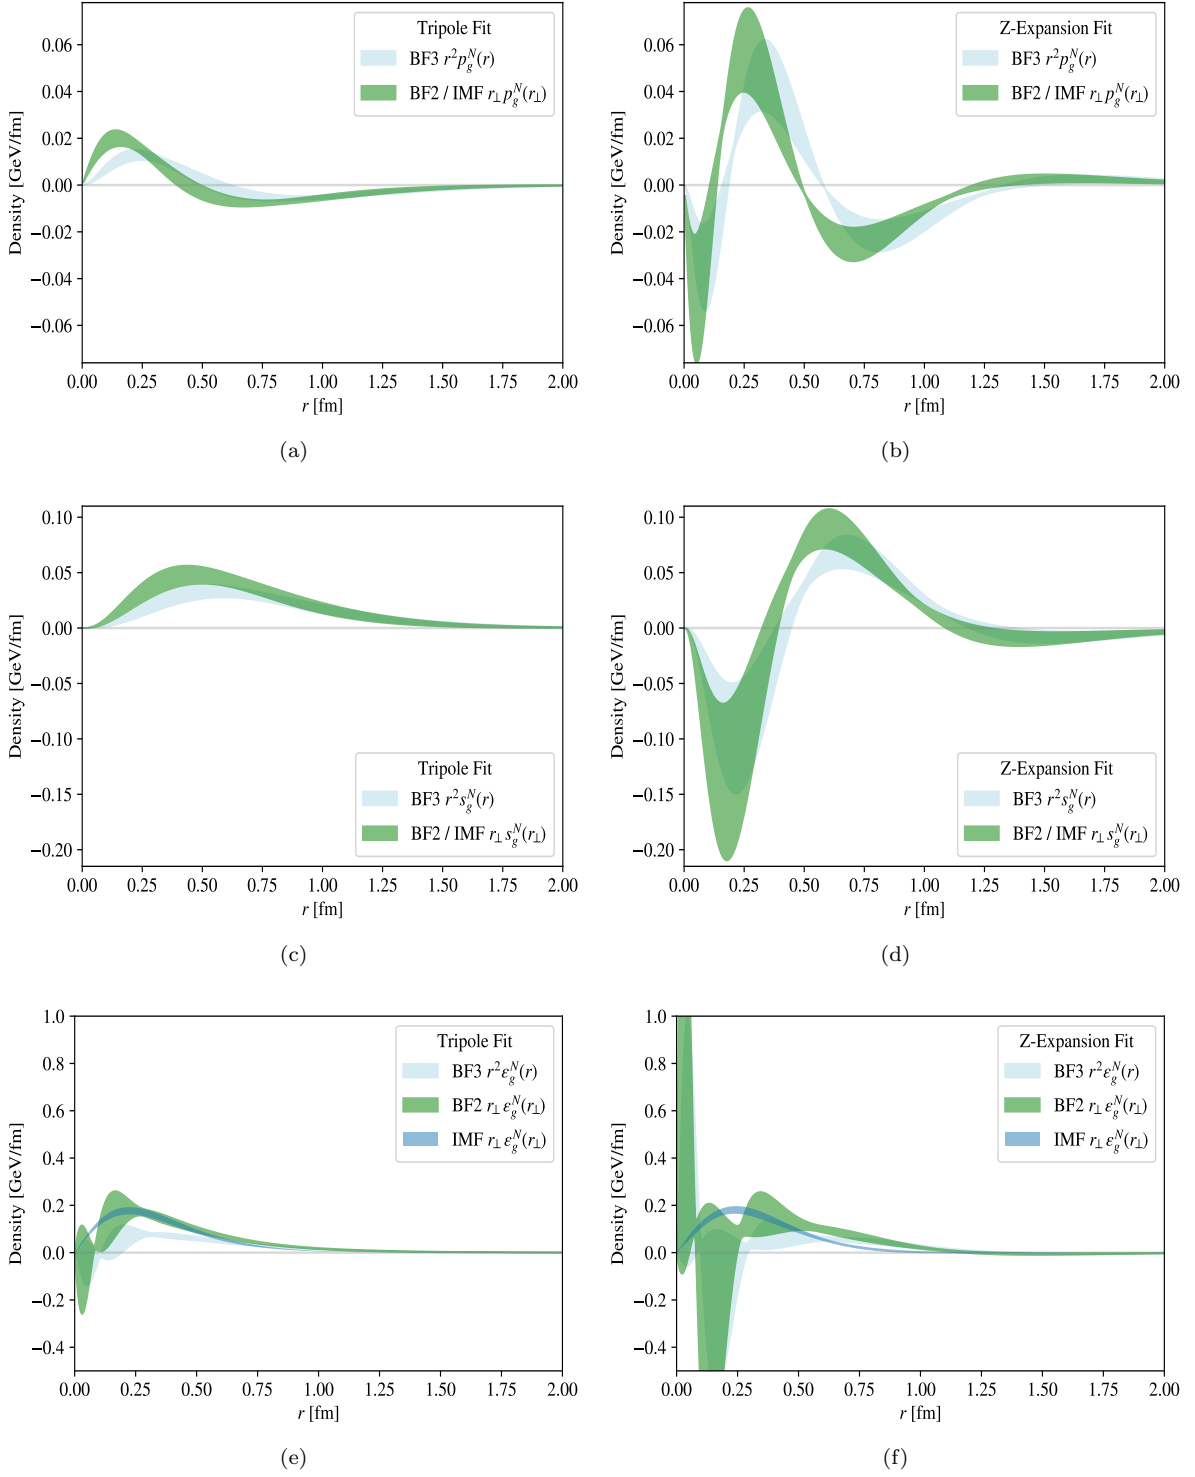 Tripole Fit
BF3 r²p_g^N(r)
BF2 / IMF r⊥ p_g^N(r⊥)
Density [GeV/fm]
0.06
0.04
0.02
0.00
−0.02
−0.04
−0.06
0.00 0.25 0.50 0.75 1.00 1.25 1.50 1.75 2.00
r [fm]
(a)
Z-Expansion Fit
BF3 r²p_g^N(r)
BF2 / IMF r⊥ p_g^N(r⊥)
Density [GeV/fm]
0.06
0.04
0.02
0.00
−0.02
−0.04
−0.06
0.00 0.25 0.50 0.75 1.00 1.25 1.50 1.75 2.00
r [fm]
(b)
Density [GeV/fm]
0.10
0.05
0.00
−0.05
−0.10
−0.15
−0.20
Tripole Fit
BF3 r²s_g^N(r)
BF2 / IMF r⊥ s_g^N(r⊥)
0.00 0.25 0.50 0.75 1.00 1.25 1.50 1.75 2.00
r [fm]
(c)
Density [GeV/fm]
0.10
0.05
0.00
−0.05
−0.10
−0.15
−0.20
Z-Expansion Fit
BF3 r²s_g^N(r)
BF2 / IMF r⊥ s_g^N(r⊥)
0.00 0.25 0.50 0.75 1.00 1.25 1.50 1.75 2.00
r [fm]
(d)
Tripole Fit
BF3 r²ε_g^N(r)
BF2 r⊥ ε_g^N(r⊥)
IMF r⊥ ε_g^N(r⊥)
Density [GeV/fm]
1.0
0.8
0.6
0.4
0.2
0.0
−0.2
−0.4
0.00 0.25 0.50 0.75 1.00 1.25 1.50 1.75 2.00
r [fm]
(e)
Z-Expansion Fit
BF3 r²ε_g^N(r)
BF2 r⊥ ε_g^N(r⊥)
IMF r⊥ ε_g^N(r⊥)
Density [GeV/fm]
1.0
0.8
0.6
0.4
0.2
0.0
−0.2
−0.4
0.00 0.25 0.50 0.75 1.00 1.25 1.50 1.75 2.00
r [fm]
(f)